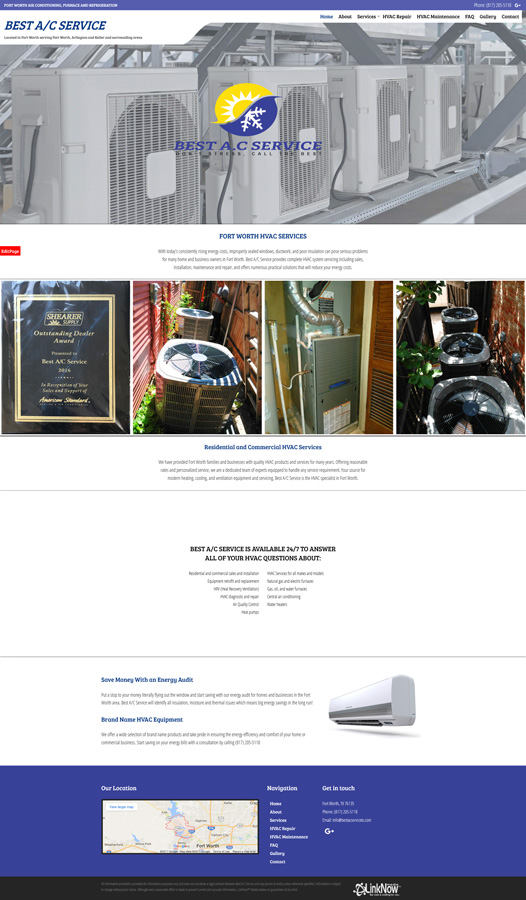 FORT WORTH AIR CONDITIONING, FURNACE AND REFRIGERATION
Phone: (817) 205-5118
BEST A/C SERVICE
Located in Fort Worth serving Fort Worth, Arlington and Keller and surrounding areas
Home About Services HVAC Repair HVAC Maintenance FAQ Gallery Contact
BEST A.C SERVICE
DON'T STRESS, CALL THE BEST
EditPage
FORT WORTH HVAC SERVICES
With today's consistently rising energy costs, improperly sealed windows, ductwork, and poor insulation can pose serious problems
for many home and business owners in Fort Worth. Best A/C Service provides complete HVAC system servicing including sales,
installation, maintenance and repair, and offers numerous practical solutions that will reduce your energy costs.
SHEARER
SUPPLY
Outstanding Dealer
Award
Presented to
Best A/C Service
2016
In Recognition of Your
Sales and Support of
American Standard
Residential and Commercial HVAC Services
We have provided Fort Worth families and businesses with quality HVAC products and services for many years. Offering reasonable
rates and personalized service, we are a dedicated team of experts equipped to handle any service requirement. Your source for
modern heating, cooling, and ventilation equipment and servicing, Best A/C Service is the HVAC specialist in Fort Worth.
BEST A/C SERVICE IS AVAILABLE 24/7 TO ANSWER
ALL OF YOUR HVAC QUESTIONS ABOUT:
Residential and commercial sales and installation
Equipment retrofit and replacement
HRV (Heat Recovery Ventilation)
HVAC diagnostic and repair
Air Quality Control
Heat pumps
HVAC Services for all makes and models
Natural gas and electric furnaces
Gas, oil, and water furnaces
Central air conditioning
Water heaters
Save Money With an Energy Audit
Put a stop to your money literally flying out the window and start saving with our energy audit for homes and businesses in the Fort
Worth area. Best A/C Service will identify all insulation, moisture and thermal issues which means big energy savings in the long run!
Brand Name HVAC Equipment
We offer a wide selection of brand name products and take pride in ensuring the energy efficiency and comfort of your home or
commercial business. Start saving on your energy bills with a consultation by calling (817) 205-5118
Our Location
View larger map
Fort Worth
Navigation
Home
About
Services
HVAC Repair
HVAC Maintenance
FAQ
Gallery
Contact
Get in touch
Fort Worth, TX 76135
Phone: (817) 205-5118
Email: info@bestacservices.com
LinkNow